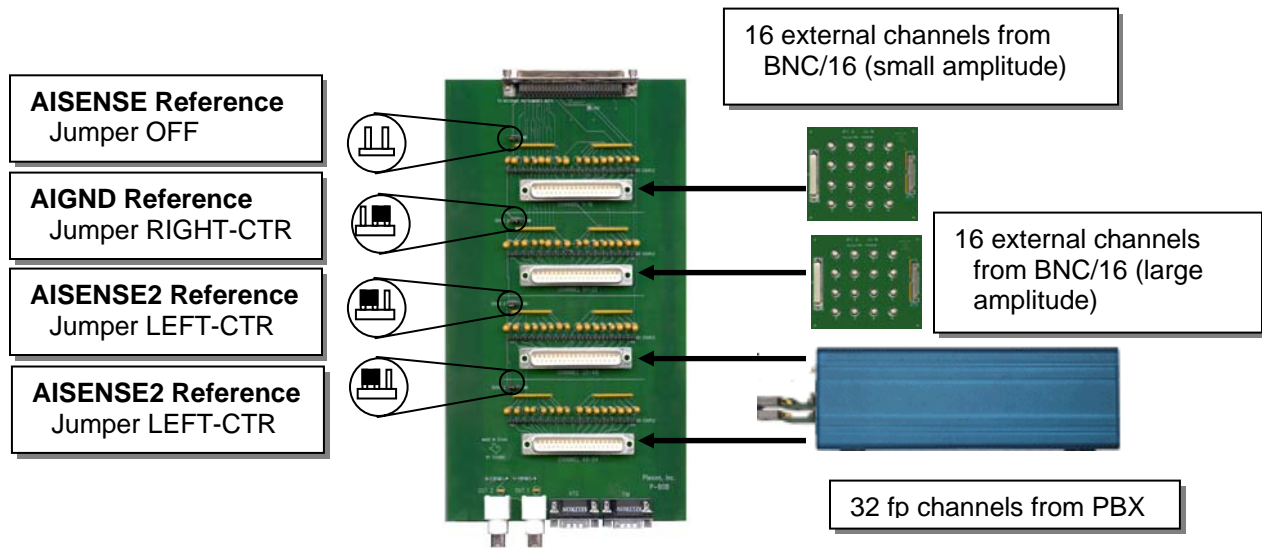 16 external channels from
BNC/16 (small amplitude)
AISENSE Reference
Jumper OFF
AIGND Reference
Jumper RIGHT-CTR
AISENSE2 Reference
Jumper LEFT-CTR
AISENSE2 Reference
Jumper LEFT-CTR
16 external channels
from BNC/16 (large
amplitude)
Plexon, Inc.
32 fp channels from PBX